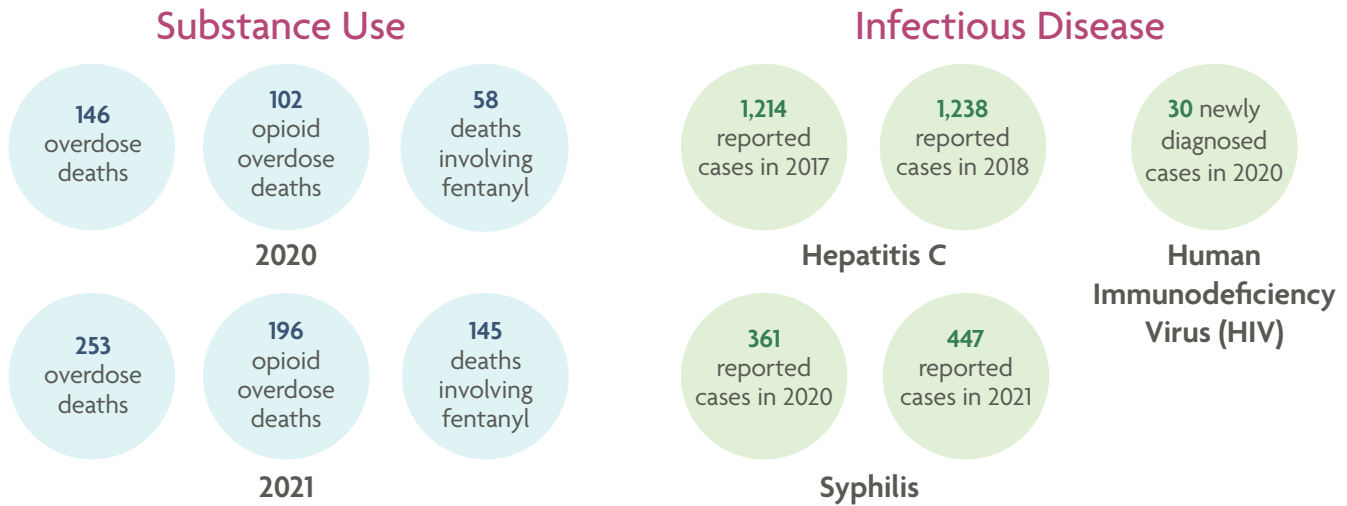 Substance Use
146
overdose
deaths
102
opioid
overdose
deaths
58
deaths
involving
fentanyl
2020
253
overdose
deaths
196
opioid
overdose
deaths
145
deaths
involving
fentanyl
2021
Infectious Disease
1,214
reported
cases in 2017
1,238
reported
cases in 2018
Hepatitis C
30 newly
diagnosed
cases in 2020
Human
Immunodeficiency
Virus (HIV)
361
reported
cases in 2020
447
reported
cases in 2021
Syphilis